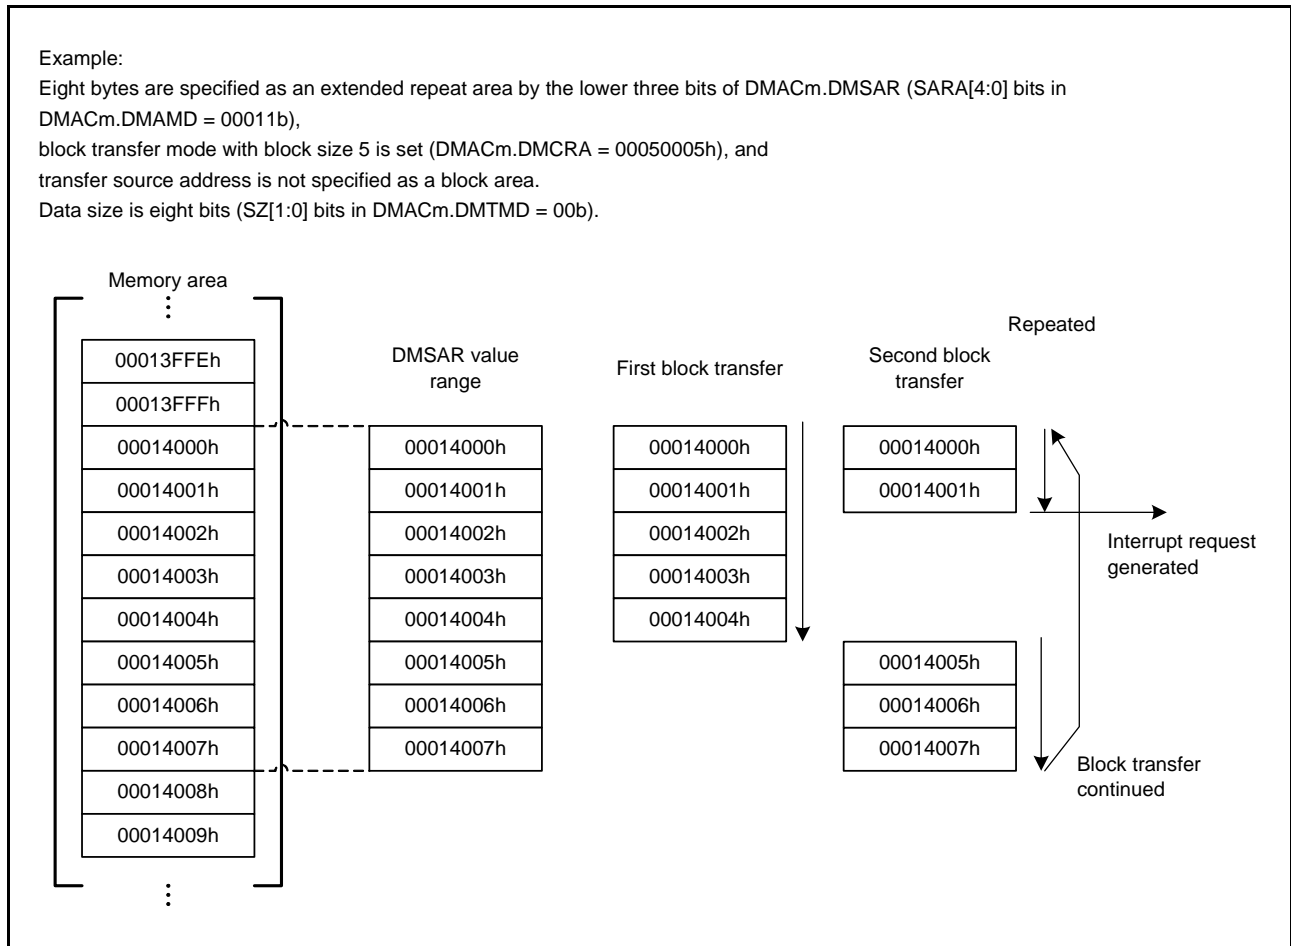 Example:
Eight bytes are specified as an extended repeat area by the lower three bits of DMACm.DMSAR (SARA[4:0] bits in
DMACm.DMAMD = 00011b),
block transfer mode with block size 5 is set (DMACm.DMCRA = 00050005h), and
transfer source address is not specified as a block area.
Data size is eight bits (SZ[1:0] bits in DMACm.DMTMD = 00b).
Memory area
00013FFEh
00013FFFh
00014000h
00014001h
00014002h
00014003h
00014004h
00014005h
00014006h
00014007h
00014008h
00014009h
DMSAR value
range
00014000h
00014001h
00014002h
00014003h
00014004h
00014005h
00014006h
00014007h
First block transfer
00014000h
00014001h
00014002h
00014003h
00014004h
Second block
transfer
00014000h
00014001h
00014005h
00014006h
00014007h
Repeated
Interrupt request
generated
Block transfer
continued